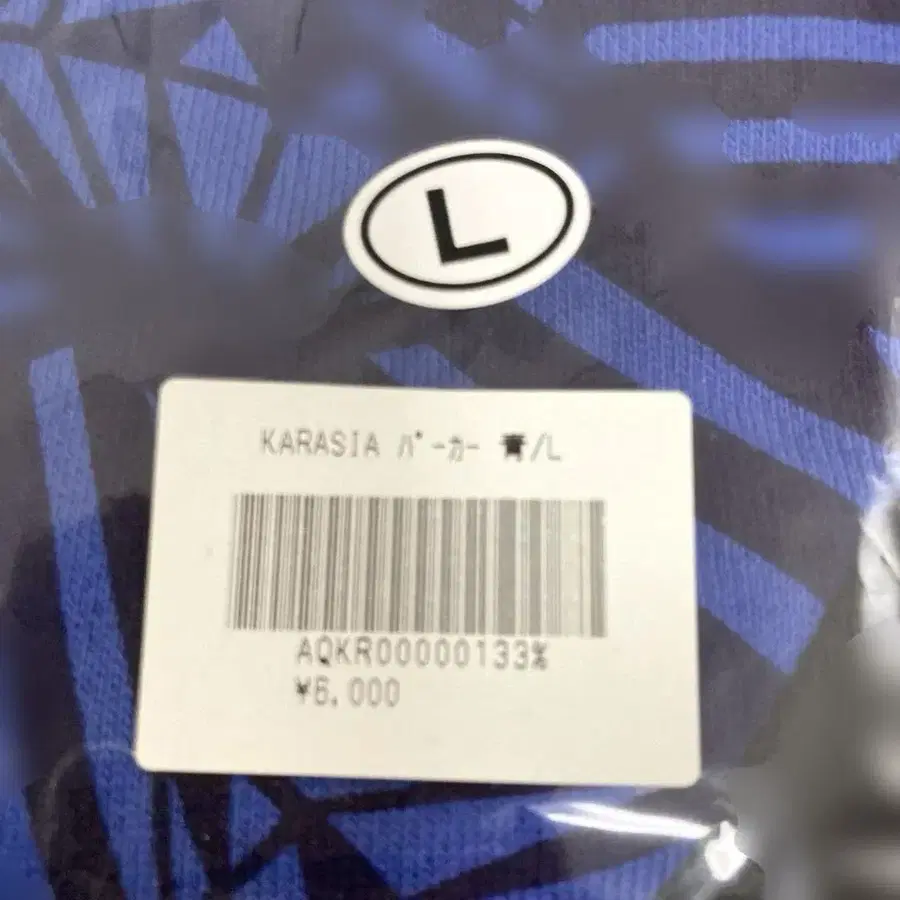 L
KARASIA ﾊﾟｰｶｰ 青/L
AQKR00000133%
¥6,000